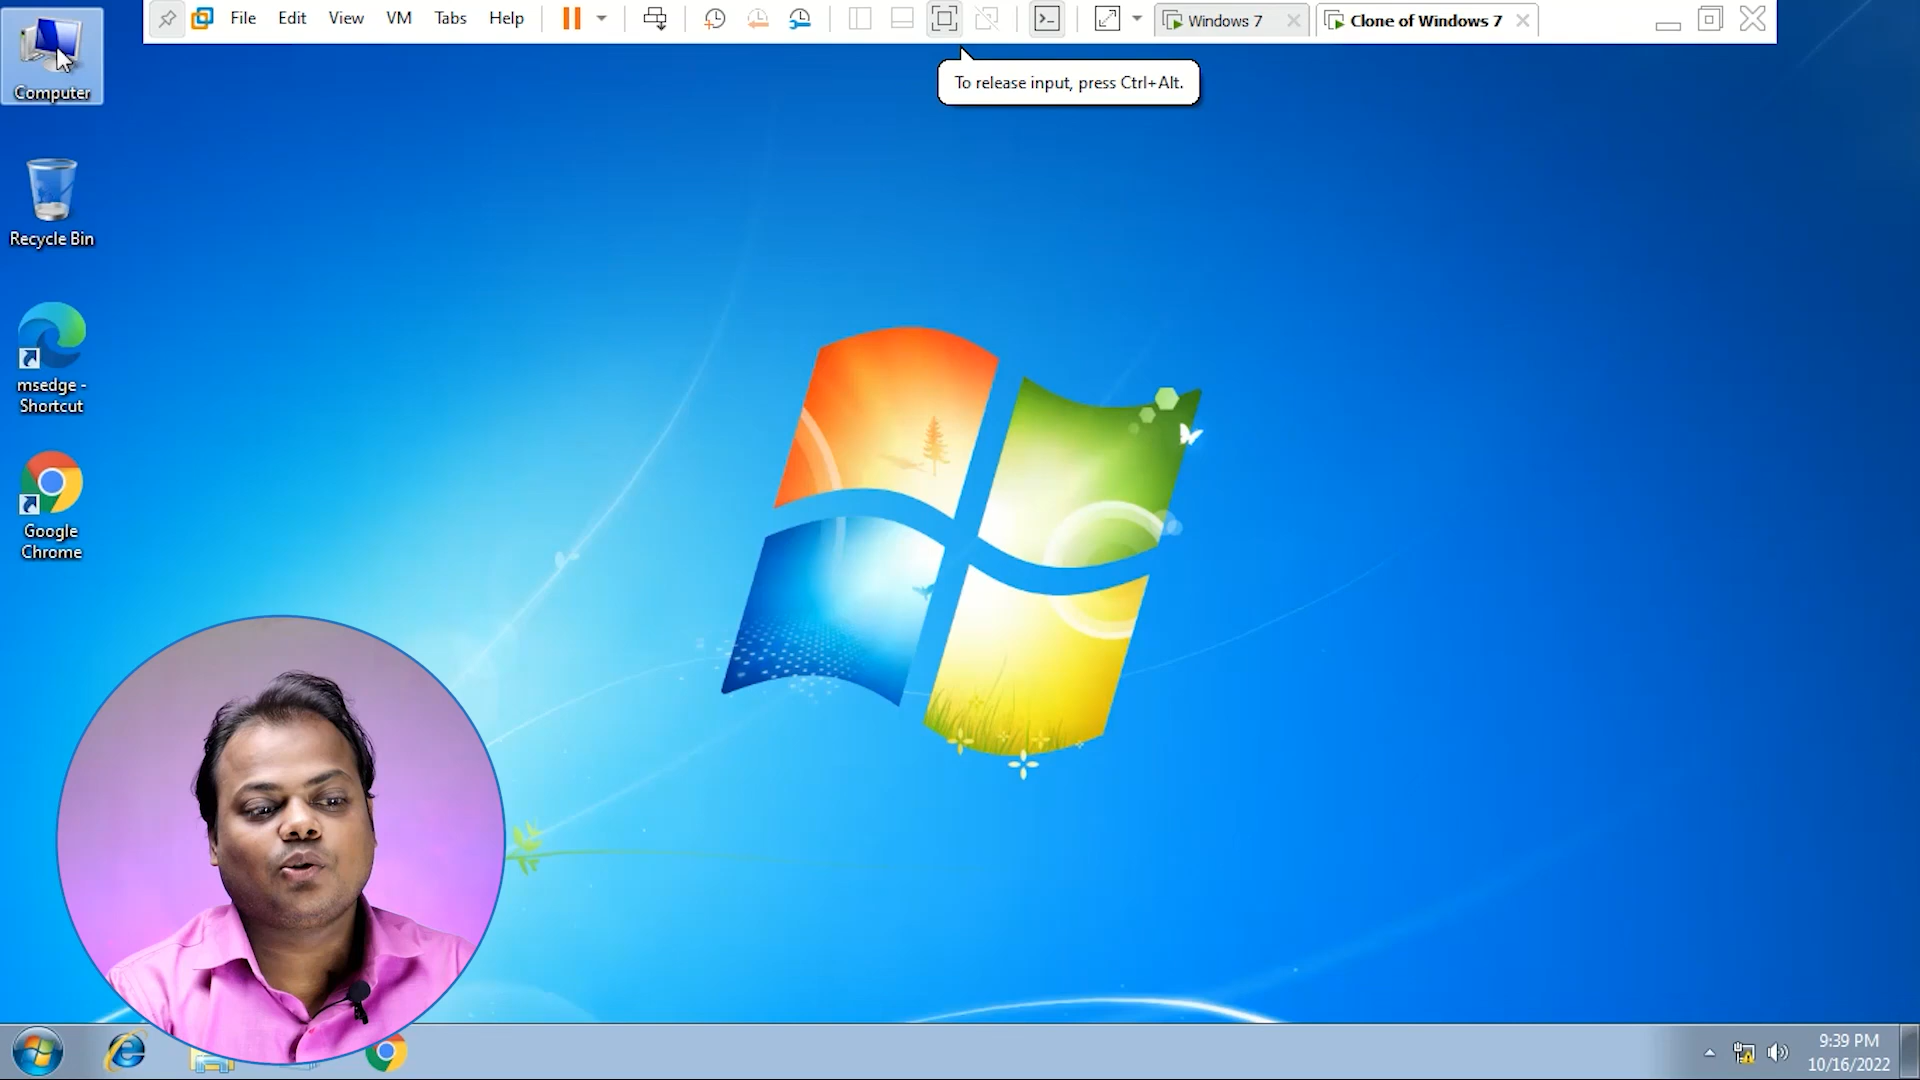 File Edit View VM Tabs Help
Windows 7
Clone of Windows 7
To release input, press Ctrl+Alt.
Computer
Recycle Bin
msedge -
Shortcut
Google
Chrome
9:39 PM
10/16/2022